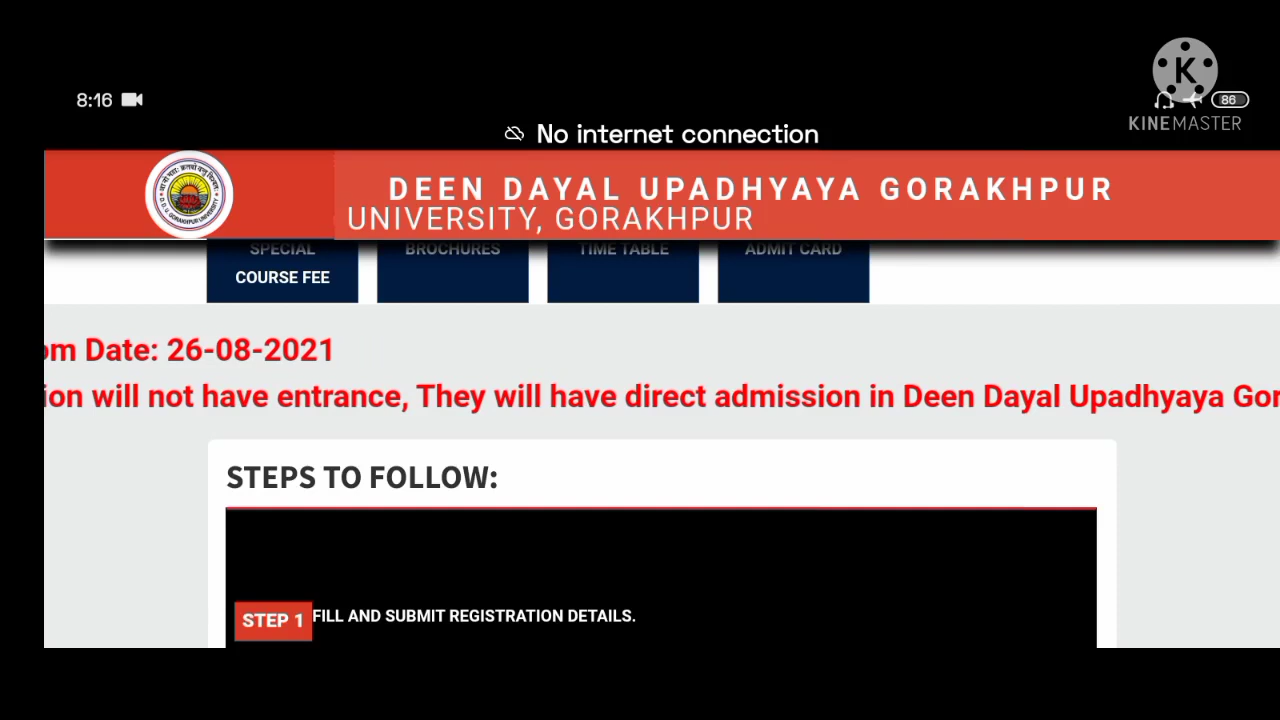 8:16
86
K
KINEMASTER
No internet connection
DEEN DAYAL UPADHYAYA GORAKHPUR
UNIVERSITY, GORAKHPUR
SPECIAL
COURSE FEE
BROCHURES
TIME TABLE
ADMIT CARD
om Date: 26-08-2021
ion will not have entrance, They will have direct admission in Deen Dayal Upadhyaya Gor
STEPS TO FOLLOW:
STEP 1
FILL AND SUBMIT REGISTRATION DETAILS.